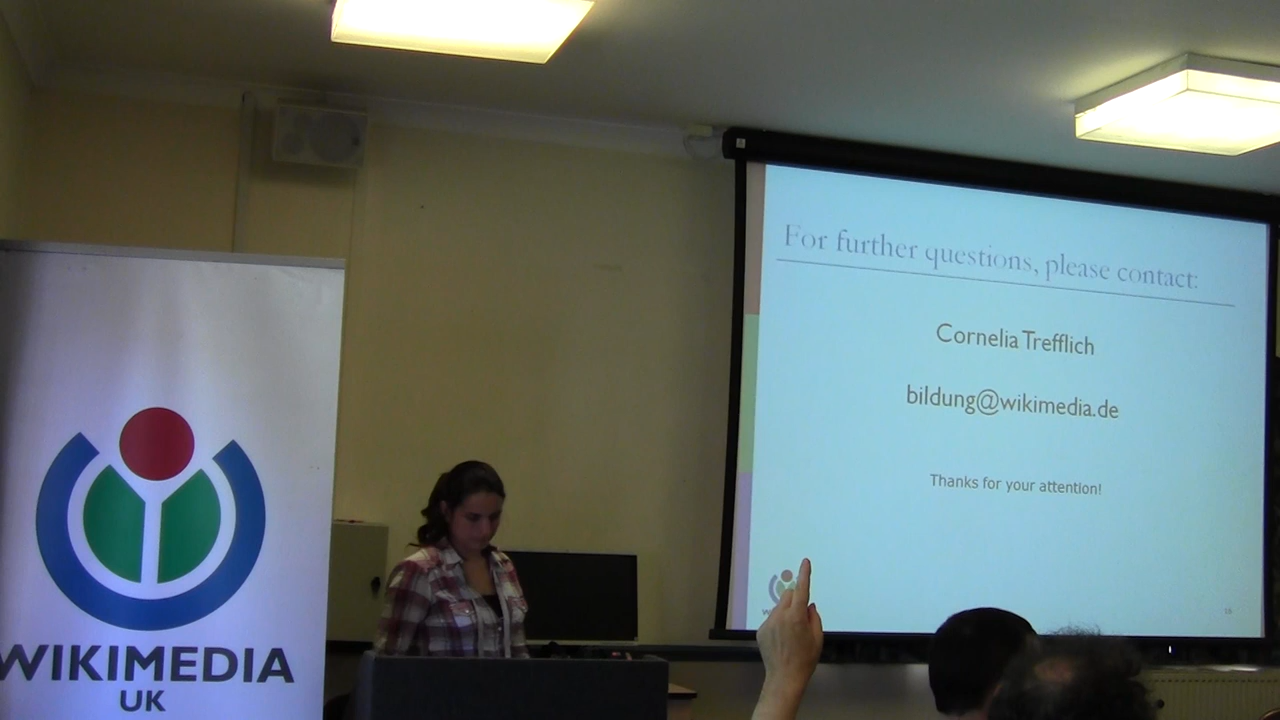 For further questions, please contact:
Cornelia Trefflich
bildung@wikimedia.de
Thanks for your attention!
WIKIMEDIA
UK